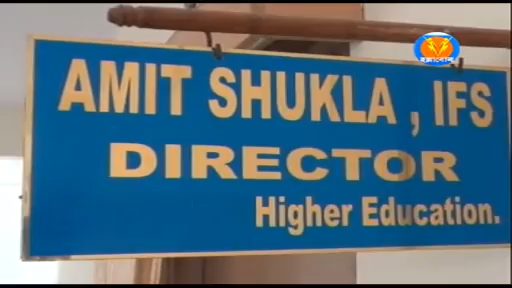 AMIT SHUKLA , IFS
DIRECTOR
Higher Education.